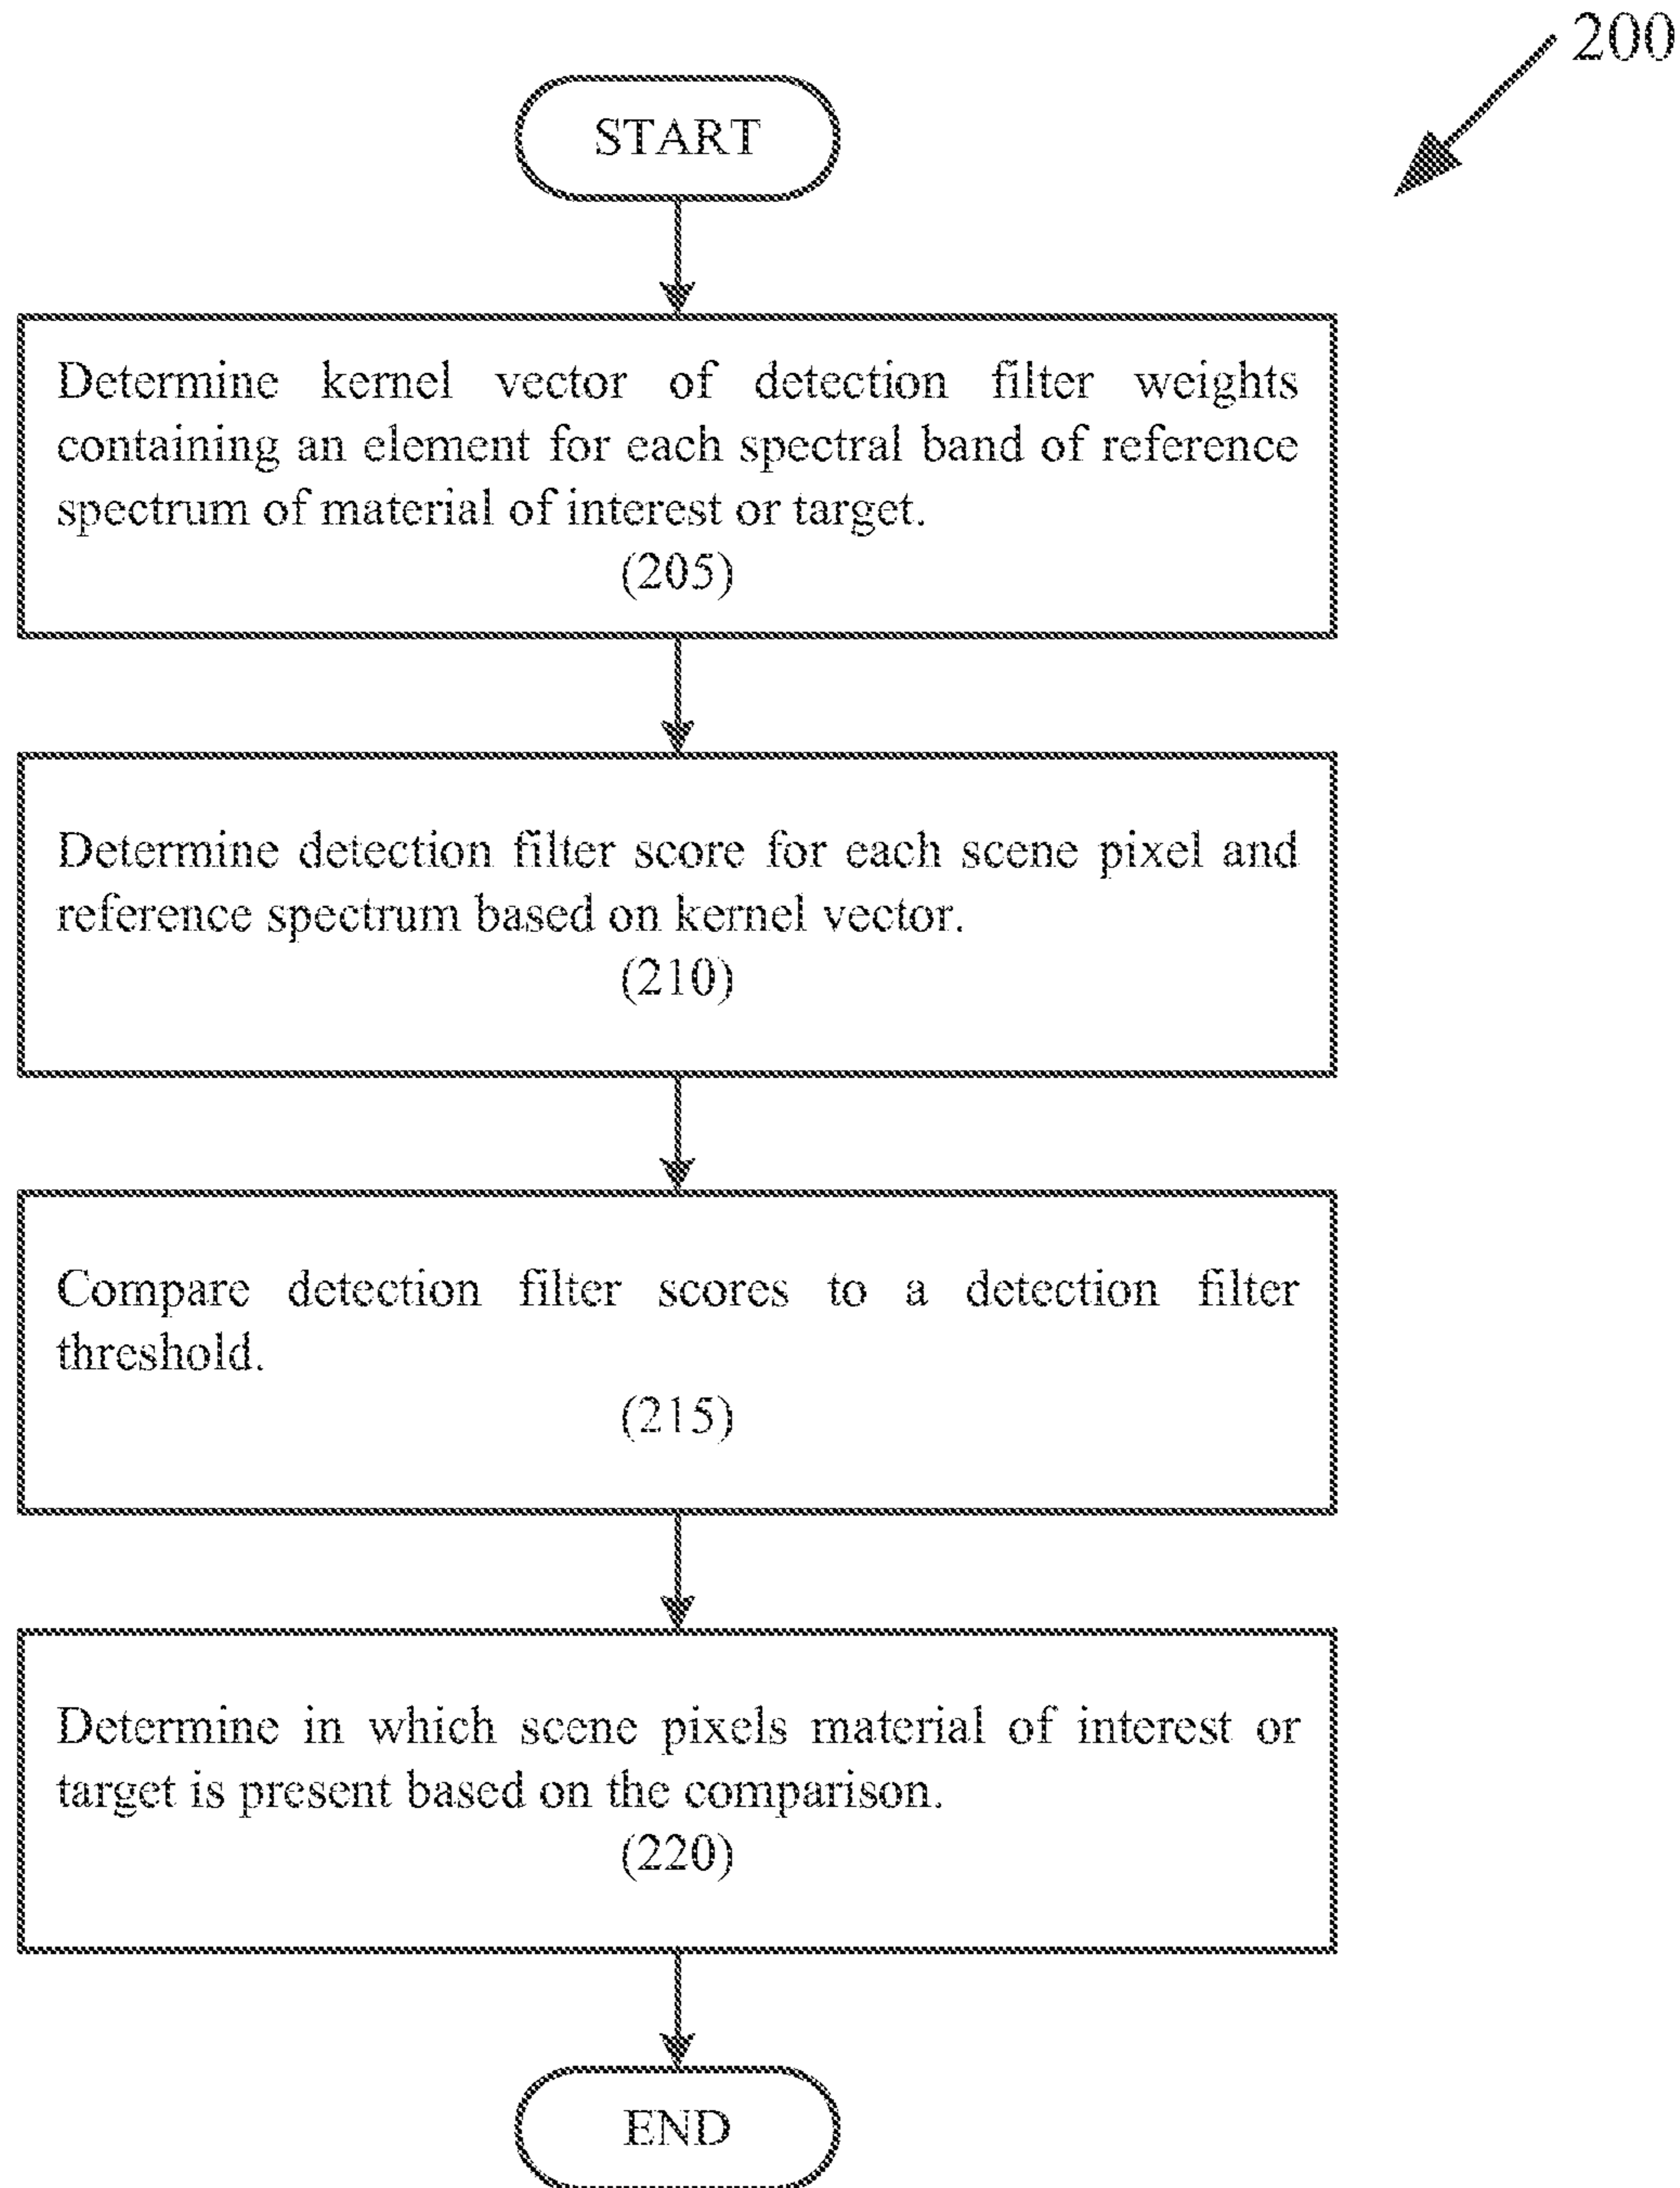 200
START
Determine kernel vector of detection filter weights
containing an element for each spectral band of reference
spectrum of material of interest or target.
(205)
Determine detection filter score for each scene pixel and
reference spectrum based on kernel vector.
(210)
Compare detection filter scores to a detection filter
threshold.
(215)
Determine in which scene pixels material of interest or
target is present based on the comparison.
(220)
END